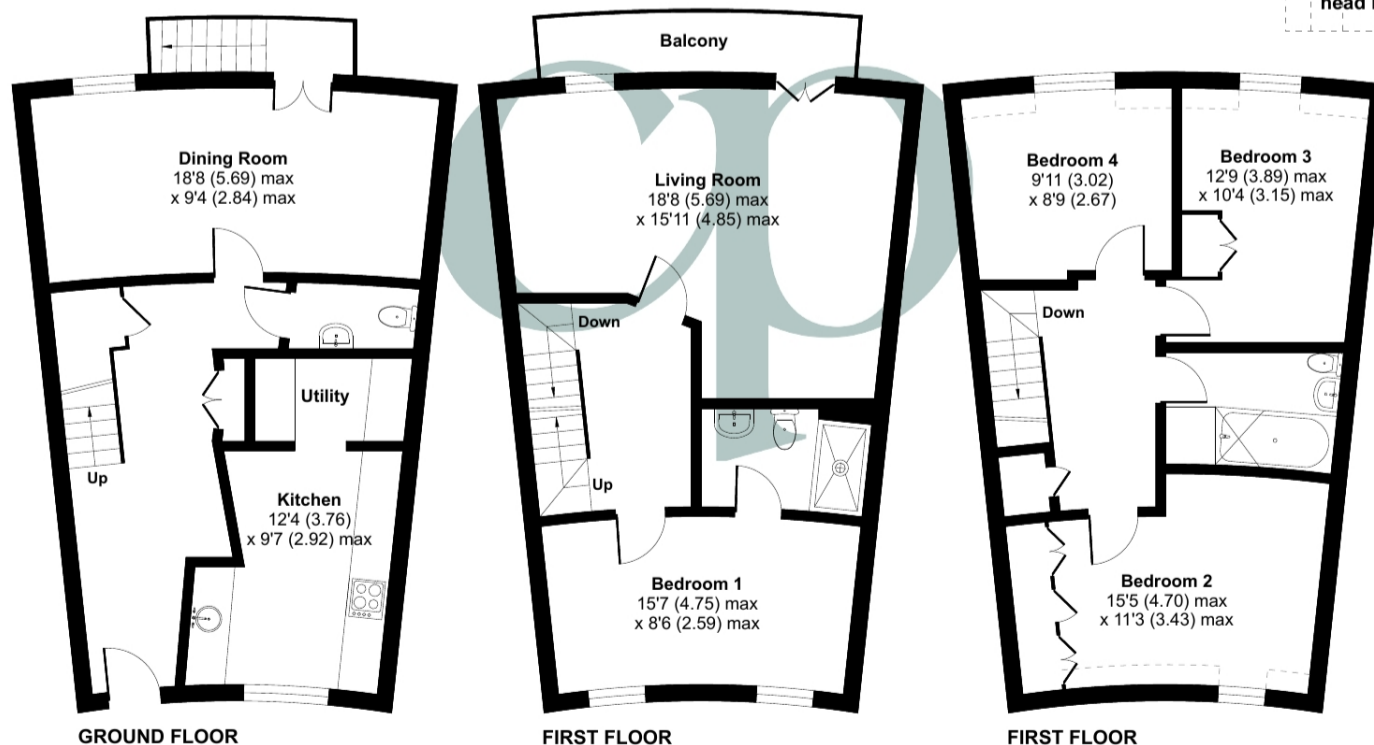 head
Balcony
Dining Room
18'8 (5.69) max
x 9'4 (2.84) max
Living Room
18'8 (5.69) max
x 15'11 (4.85) max
Bedroom 4
9'11 (3.02)
x 8'9 (2.67)
Bedroom 3
12'9 (3.89) max
x 10'4 (3.15) max
Down
Down
Utility
Up
Up
Kitchen
12'4 (3.76)
x 9'7 (2.92) max
Bedroom 1
15'7 (4.75) max
x 8'6 (2.59) max
Bedroom 2
15'5 (4.70) max
x 11'3 (3.43) max
cp
GROUND FLOOR
FIRST FLOOR
FIRST FLOOR